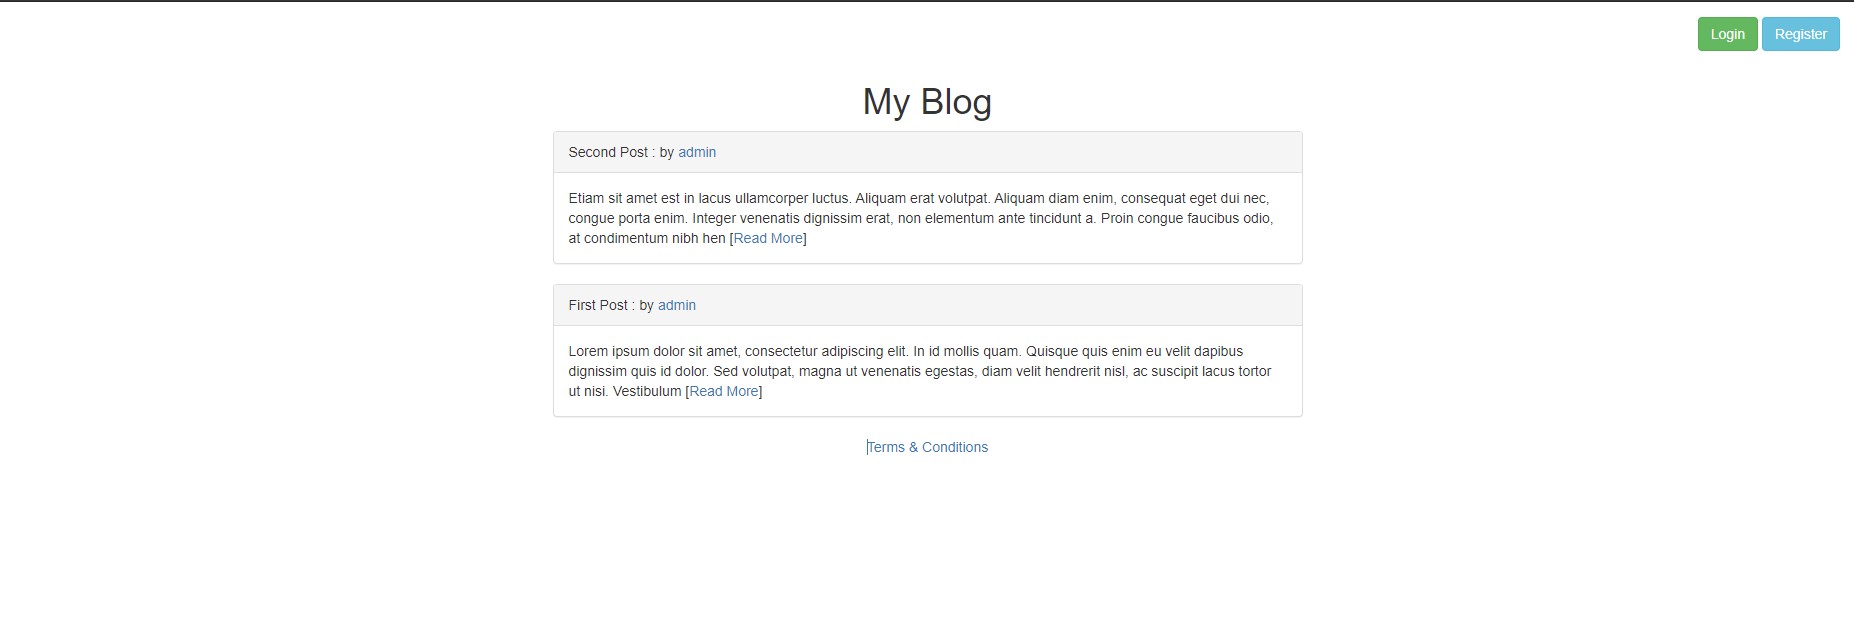 Login Register
My Blog
Second Post : by admin
Etiam sit amet est in lacus ullamcorper luctus. Aliquam erat volutpat. Aliquam diam enim, consequat eget dui nec,
congue porta enim. Integer venenatis dignissim erat, non elementum ante tincidunt a. Proin congue faucibus odio,
at condimentum nibh hen [Read More]
First Post : by admin
Lorem ipsum dolor sit amet, consectetur adipiscing elit. In id mollis quam. Quisque quis enim eu velit dapibus
dignissim quis id dolor. Sed volutpat, magna ut venenatis egestas, diam velit hendrerit nisl, ac suscipit lacus tortor
ut nisi. Vestibulum [Read More]
Terms & Conditions